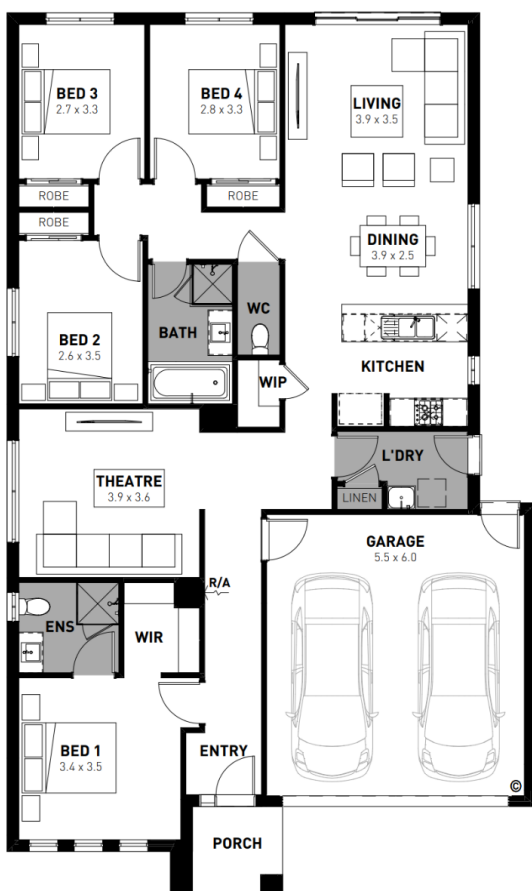 BED 3
2.7 x 3.3
BED 4
2.8 x 3.3
LIVING
3.9 x 3.5
ROBE
ROBE
ROBE
DINING
3.9 x 2.5
BATH
WC
BED 2
2.6 x 3.5
KITCHEN
WIP
L'DRY
LINEN
THEATRE
3.9 x 3.6
GARAGE
5.5 x 6.0
R/A
ENS
WIR
BED 1
3.4 x 3.5
ENTRY
©
PORCH